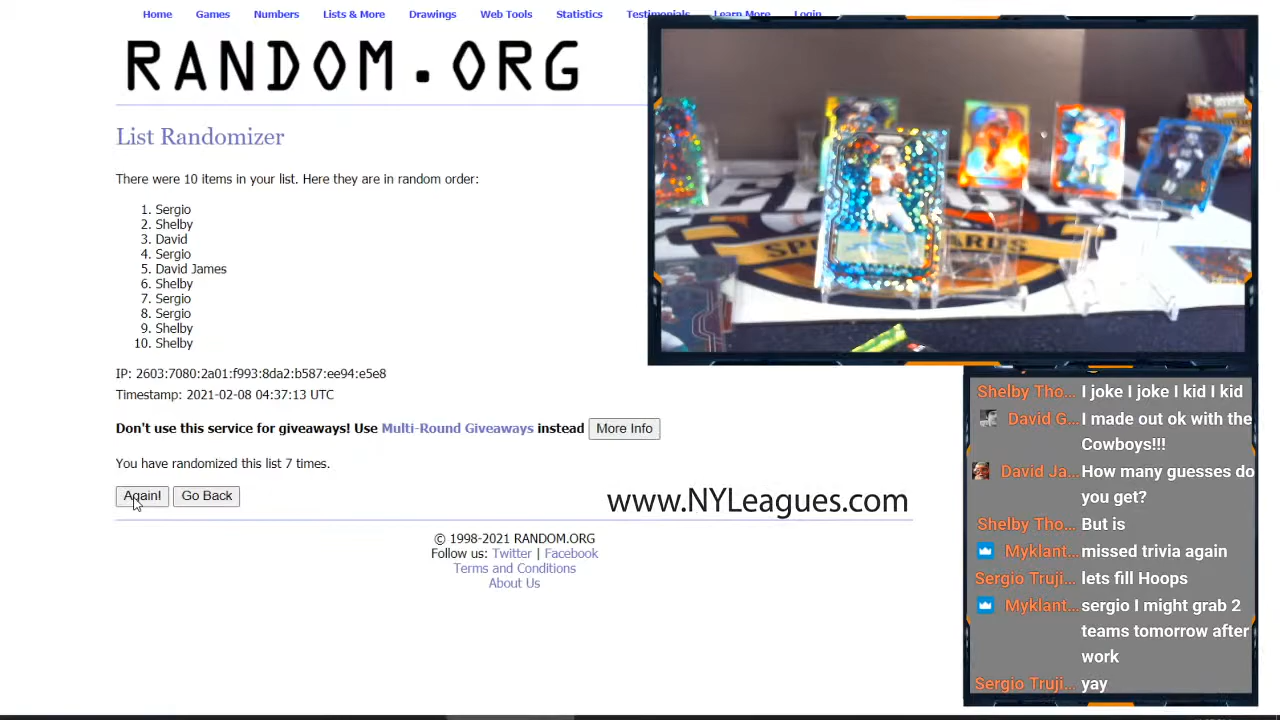 Home Games Numbers Lists & More Drawings Web Tools Statistics Testimonials Learn More Login
RANDOM.ORG
List Randomizer
There were 10 items in your list. Here they are in random order:
1. Sergio
2. Shelby
3. David
4. Sergio
5. David James
6. Shelby
7. Sergio
8. Sergio
9. Shelby
10. Shelby
IP: 2603:7080:2a01:f993:8da2:b587:ee94:e5e8
Timestamp: 2021-02-08 04:37:13 UTC
Don't use this service for giveaways! Use Multi-Round Giveaways instead More Info
You have randomized this list 7 times.
Again! Go Back
www.NYLeagues.com
© 1998-2021 RANDOM.ORG
Follow us: Twitter | Facebook
Terms and Conditions
About Us
Shelby Tho... I joke I joke I kid I kid
David G... I made out ok with the
Cowboys!!!
David Ja... How many guesses do
you get?
Shelby Tho... But is
Myklant... missed trivia again
Sergio Truji... lets fill Hoops
Myklant... sergio I might grab 2
teams tomorrow after
work
Sergio Truji... yay